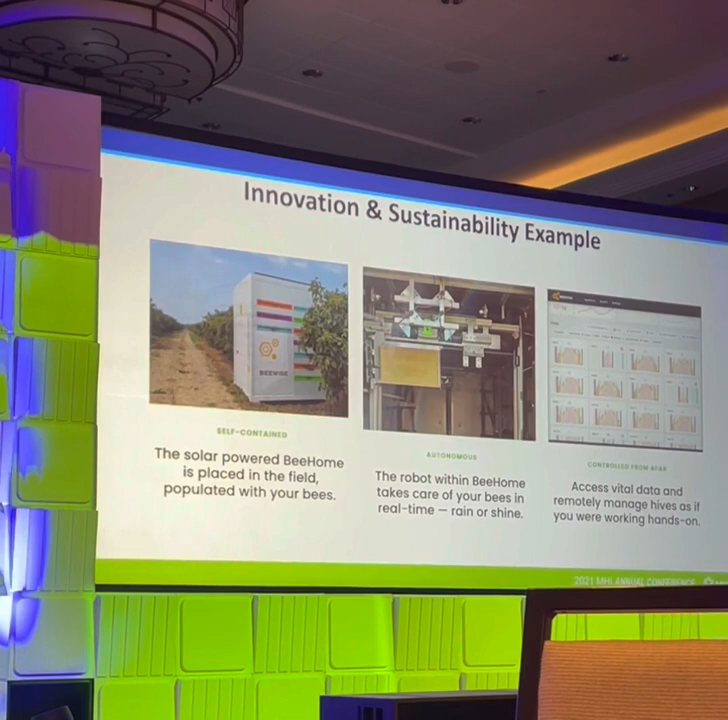 Innovation & Sustainability Example
BEEWISE
SELF-CONTAINED
The solar powered BeeHome
is placed in the field,
populated with your bees.
AUTONOMOUS
The robot within BeeHome
takes care of your bees in
real-time — rain or shine.
CONTROLLED FROM AFAR
Access vital data and
remotely manage hives as if
you were working hands-on.
2021 MHI ANNUAL CONFERENCE